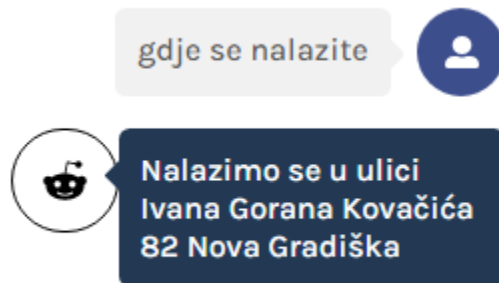 gdje se nalazite
Nalazimo se u ulici
Ivana Gorana Kovačića
82 Nova Gradiška